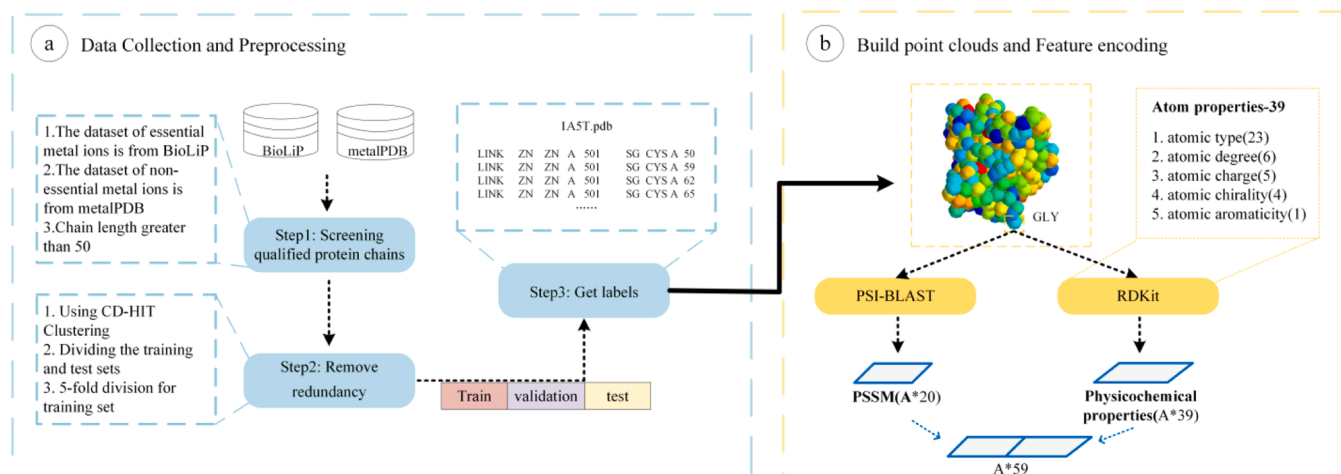 a Data Collection and Preprocessing
1.The dataset of essential
metal ions is from BioLiP
2.The dataset of non-
essential metal ions is
from metalPDB
3.Chain length greater
than 50
BioLiP
metalPDB
Step1: Screening
qualified protein chains
1. Using CD-HIT
Clustering
2. Dividing the training
and test sets
3. 5-fold division for
training set
Step2: Remove
redundancy
Train validation test
1A5T.pdb
LINK ZN ZN A 501 SG CYS A 50
LINK ZN ZN A 501 SG CYS A 59
LINK ZN ZN A 501 SG CYS A 62
LINK ZN ZN A 501 SG CYS A 65
......
Step3: Get labels
b Build point clouds and Feature encoding
GLY
Atom properties-39
1. atomic type(23)
2. atomic degree(6)
3. atomic charge(5)
4. atomic chirality(4)
5. atomic aromaticity(1)
PSI-BLAST
RDKit
PSSM(A*20)
Physicochemical
properties(A*39)
A*59